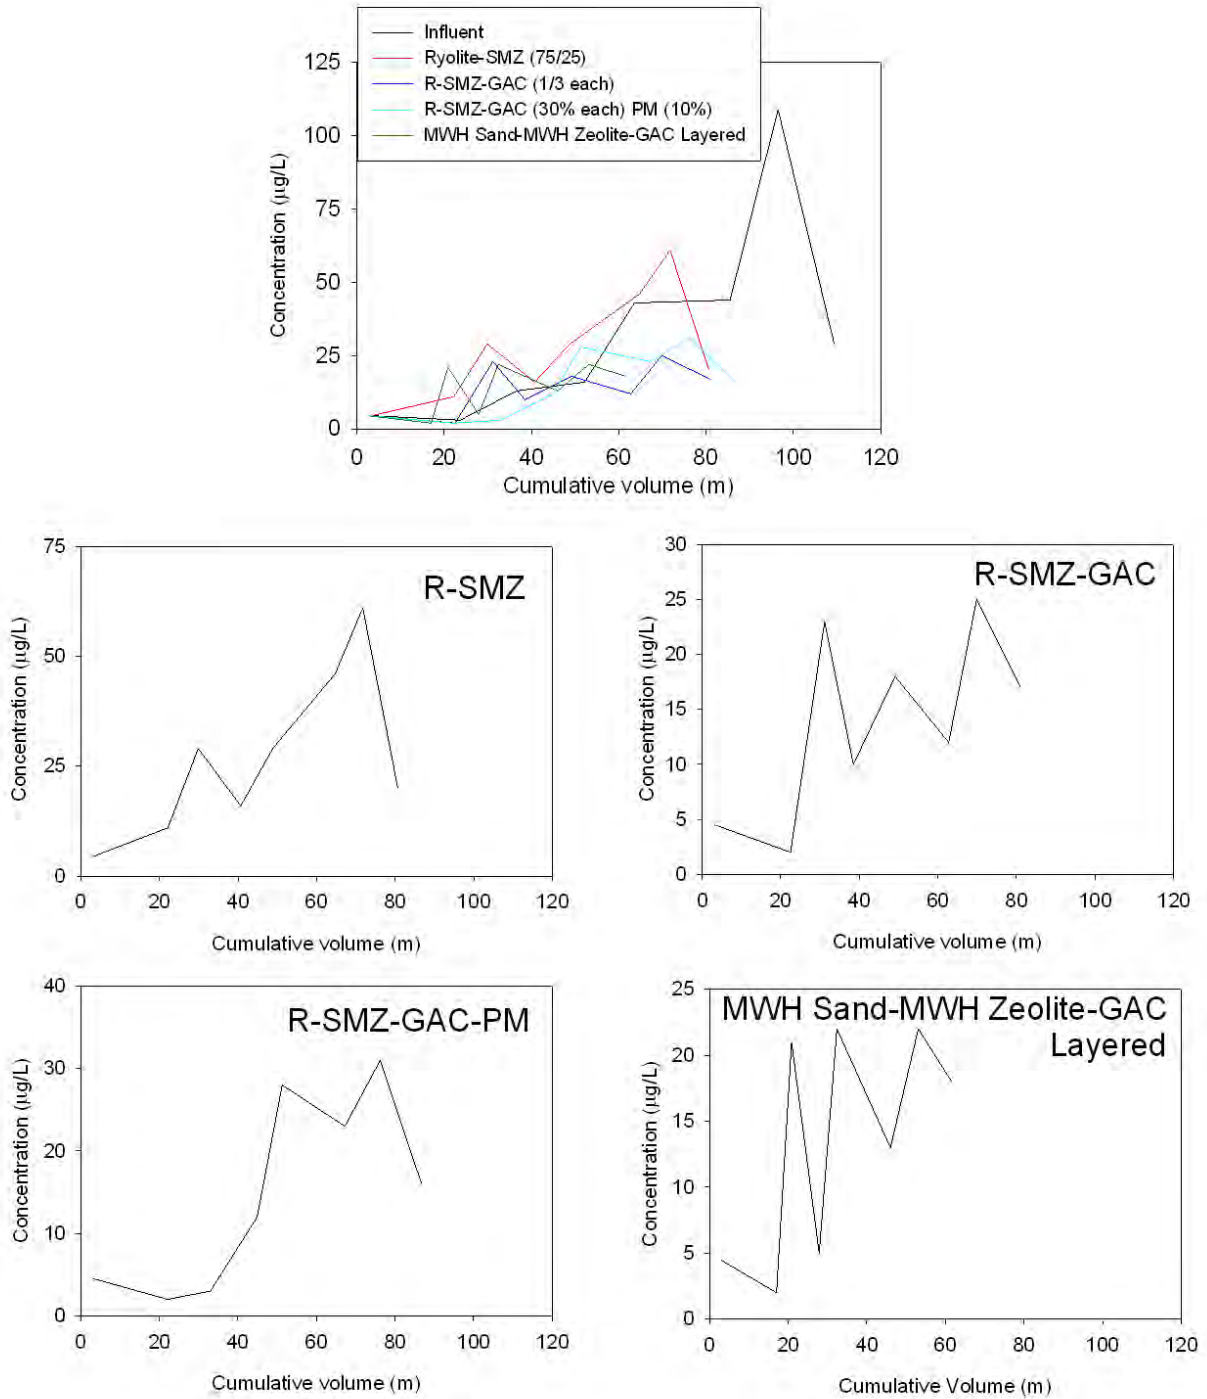 Influent
Ryolite-SMZ (75/25)
R-SMZ-GAC (1/3 each)
R-SMZ-GAC (30% each) PM (10%)
MWH Sand-MWH Zeolite-GAC Layered
125
100
75
50
25
0
Concentration (µg/L)
0 20 40 60 80 100 120
Cumulative volume (m)
R-SMZ
75
50
25
0
Concentration (µg/L)
0 20 40 60 80 100 120
Cumulative volume (m)
R-SMZ-GAC
30
25
20
15
10
5
0
Concentration (µg/L)
0 20 40 60 80 100 120
Cumulative volume (m)
R-SMZ-GAC-PM
40
30
20
10
0
Concentration (µg/L)
0 20 40 60 80 100 120
Cumulative volume (m)
MWH Sand-MWH Zeolite-GAC
Layered
25
20
15
10
5
0
Concentration (µg/L)
0 20 40 60 80 100 120
Cumulative Volume (m)